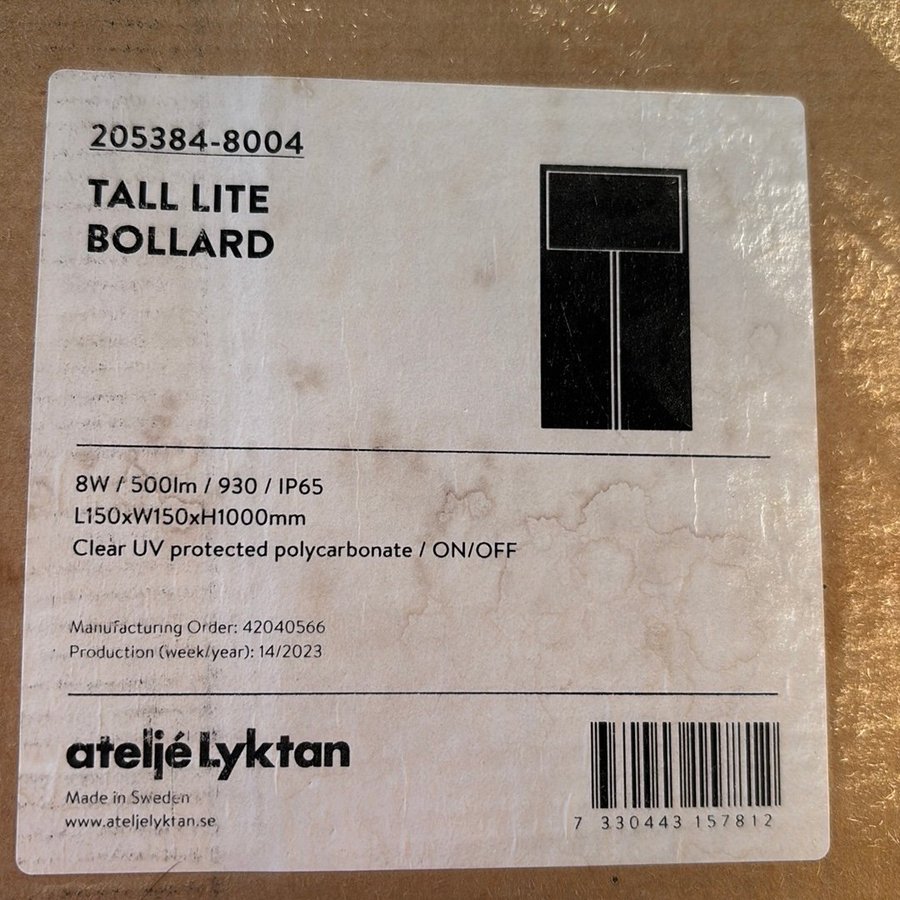 205384-8004
TALL LITE
BOLLARD
8W / 500lm / 930 / IP65
L150xW150xH1000mm
Clear UV protected polycarbonate / ON/OFF
Manufacturing Order: 42040566
Production (week/year): 14/2023
ateljé Lyktan
Made in Sweden
www.ateljelyktan.se
7 330443 157812